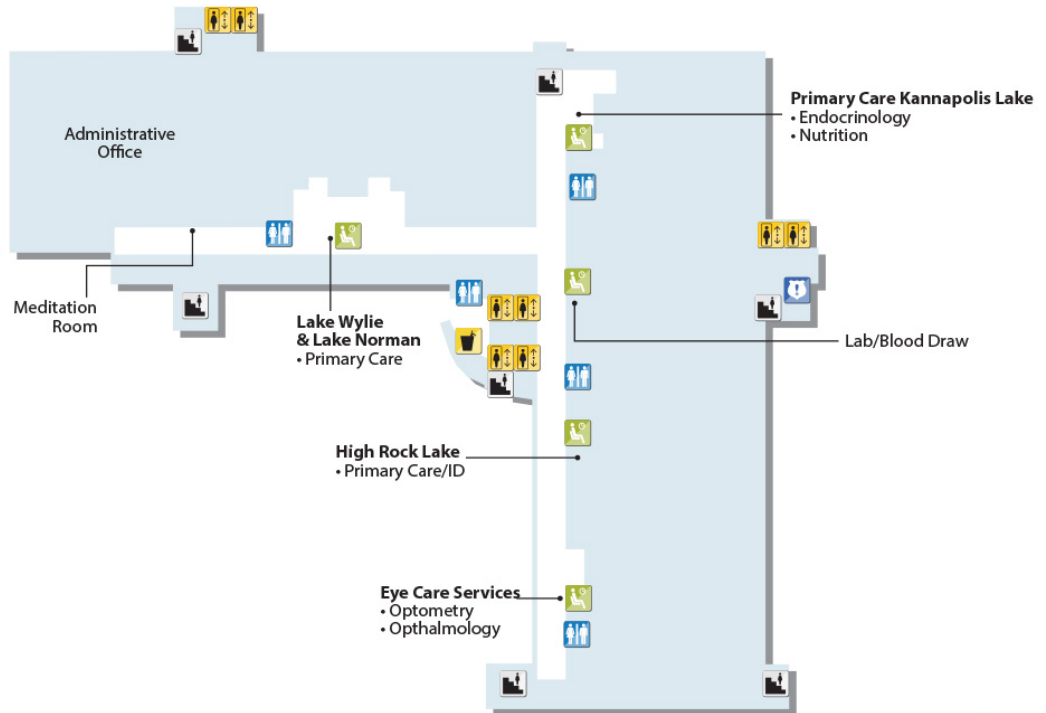 Administrative
Office
Primary Care Kannapolis Lake
• Endocrinology
• Nutrition
Meditation
Room
Lake Wylie
& Lake Norman
• Primary Care
Lab/Blood Draw
High Rock Lake
• Primary Care/ID
Eye Care Services
• Optometry
• Opthalmology